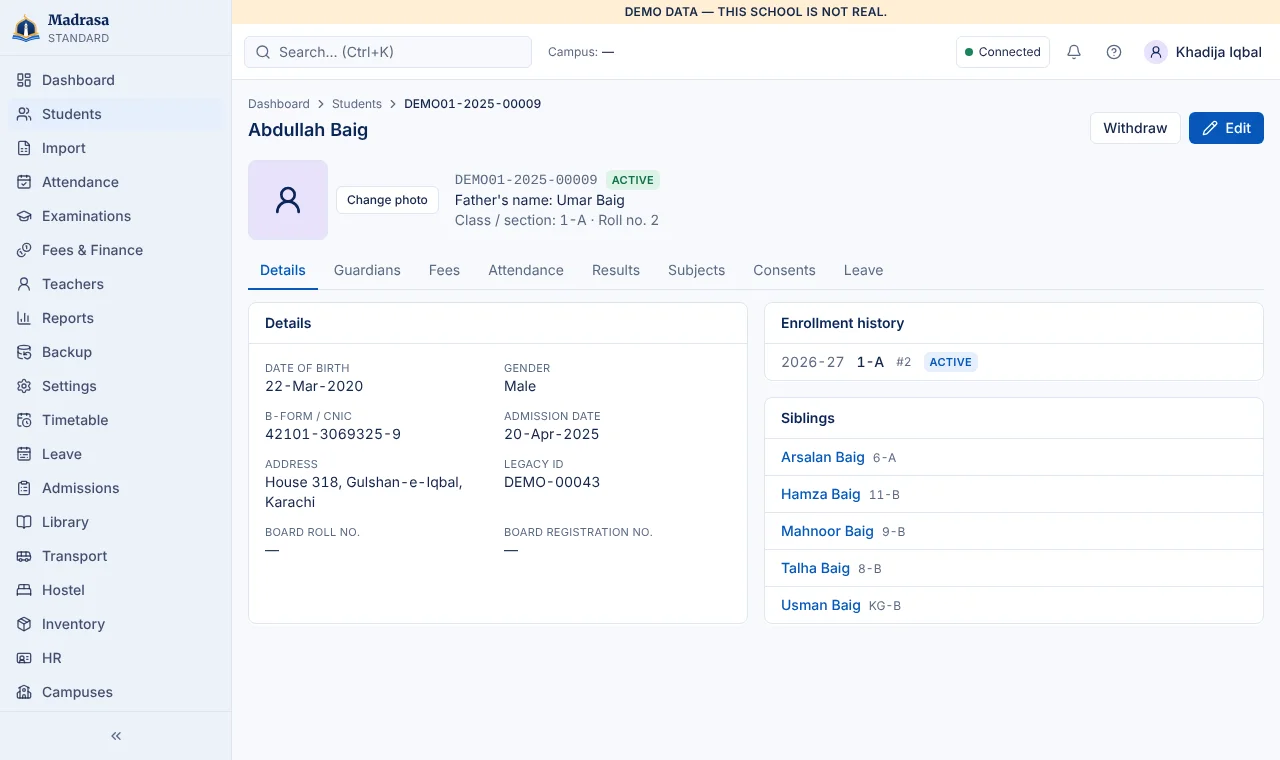 DEMO DATA — THIS SCHOOL IS NOT REAL.
Madrasa
STANDARD
Search... (Ctrl+K)
Campus: —
Connected
Khadija Iqbal
Dashboard
Students
Import
Attendance
Examinations
Fees & Finance
Teachers
Reports
Backup
Settings
Timetable
Leave
Admissions
Library
Transport
Hostel
Inventory
HR
Campuses
Dashboard > Students > DEMO01-2025-00009
Abdullah Baig
Withdraw
Edit
Change photo
DEMO01-2025-00009 ACTIVE
Father's name: Umar Baig
Class / section: 1-A · Roll no. 2
Details Guardians Fees Attendance Results Subjects Consents Leave
Details
DATE OF BIRTH
22-Mar-2020
GENDER
Male
B-FORM / CNIC
42101-3069325-9
ADMISSION DATE
20-Apr-2025
ADDRESS
House 318, Gulshan-e-Iqbal,
Karachi
LEGACY ID
DEMO-00043
BOARD ROLL NO.
—
BOARD REGISTRATION NO.
—
Enrollment history
2026-27 1-A #2 ACTIVE
Siblings
Arsalan Baig 6-A
Hamza Baig 11-B
Mahnoor Baig 9-B
Talha Baig 8-B
Usman Baig KG-B